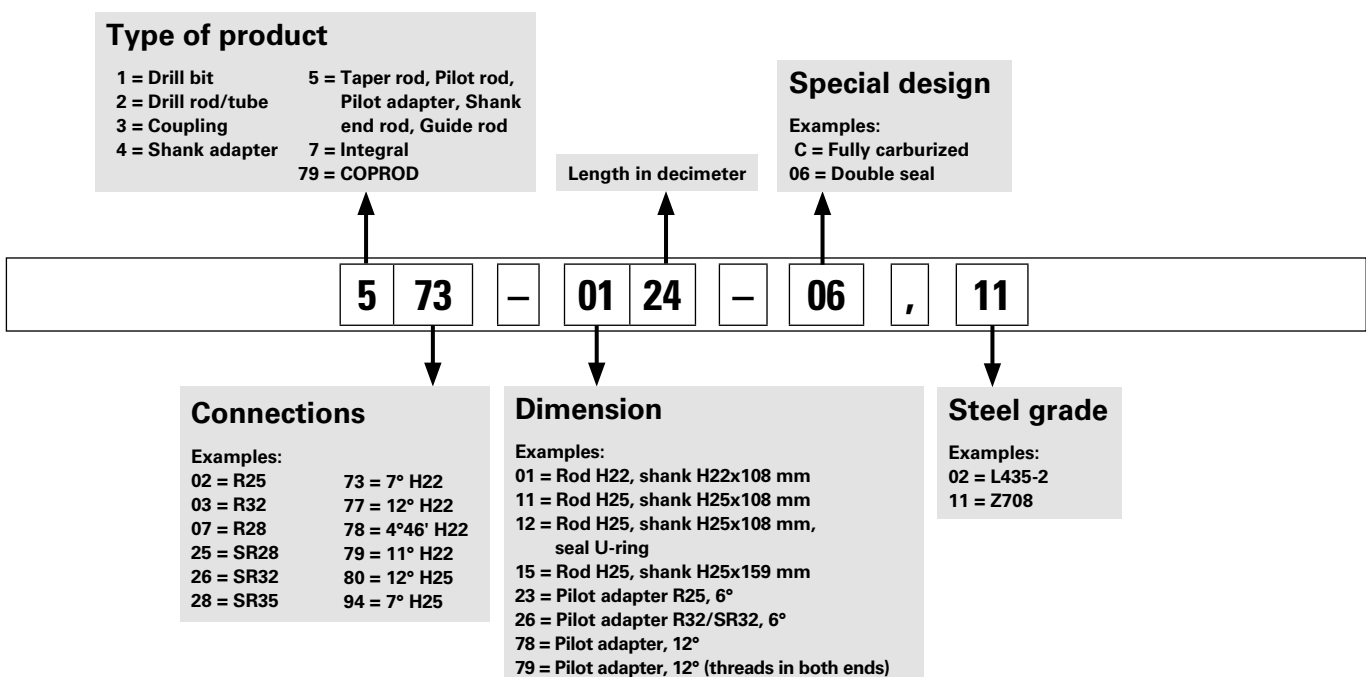 Type of product
1 = Drill bit
2 = Drill rod/tube
3 = Coupling
4 = Shank adapter
5 = Taper rod, Pilot rod,
Pilot adapter, Shank
end rod, Guide rod
7 = Integral
79 = COPROD
Length in decimeter
Special design
Examples:
C = Fully carburized
06 = Double seal
5 73 – 01 24 – 06 , 11
Connections
Examples:
02 = R25
03 = R32
07 = R28
25 = SR28
26 = SR32
28 = SR35
73 = 7° H22
77 = 12° H22
78 = 4°46' H22
79 = 11° H22
80 = 12° H25
94 = 7° H25
Dimension
Examples:
01 = Rod H22, shank H22x108 mm
11 = Rod H25, shank H25x108 mm
12 = Rod H25, shank H25x108 mm,
seal U-ring
15 = Rod H25, shank H25x159 mm
23 = Pilot adapter R25, 6°
26 = Pilot adapter R32/SR32, 6°
78 = Pilot adapter, 12°
79 = Pilot adapter, 12° (threads in both ends)
Steel grade
Examples:
02 = L435-2
11 = Z708